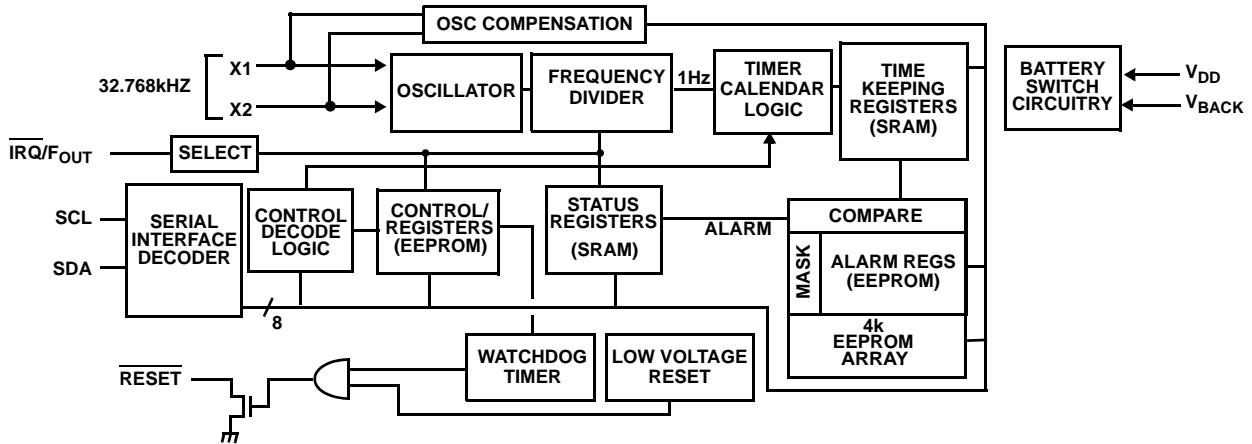 OSC COMPENSATION
32.768kHZ
X1
X2
OSCILLATOR
FREQUENCY
DIVIDER
1Hz
TIMER
CALENDAR
LOGIC
TIME
KEEPING
REGISTERS
(SRAM)
BATTERY
SWITCH
CIRCUITRY
VDD
VBACK
IRQ/FOUT
SELECT
SCL
SDA
SERIAL
INTERFACE
DECODER
CONTROL
DECODE
LOGIC
CONTROL/
REGISTERS
(EEPROM)
STATUS
REGISTERS
(SRAM)
ALARM
COMPARE
MASK
ALARM REGS
(EEPROM)
4k
EEPROM
ARRAY
8
WATCHDOG
TIMER
LOW VOLTAGE
RESET
RESET